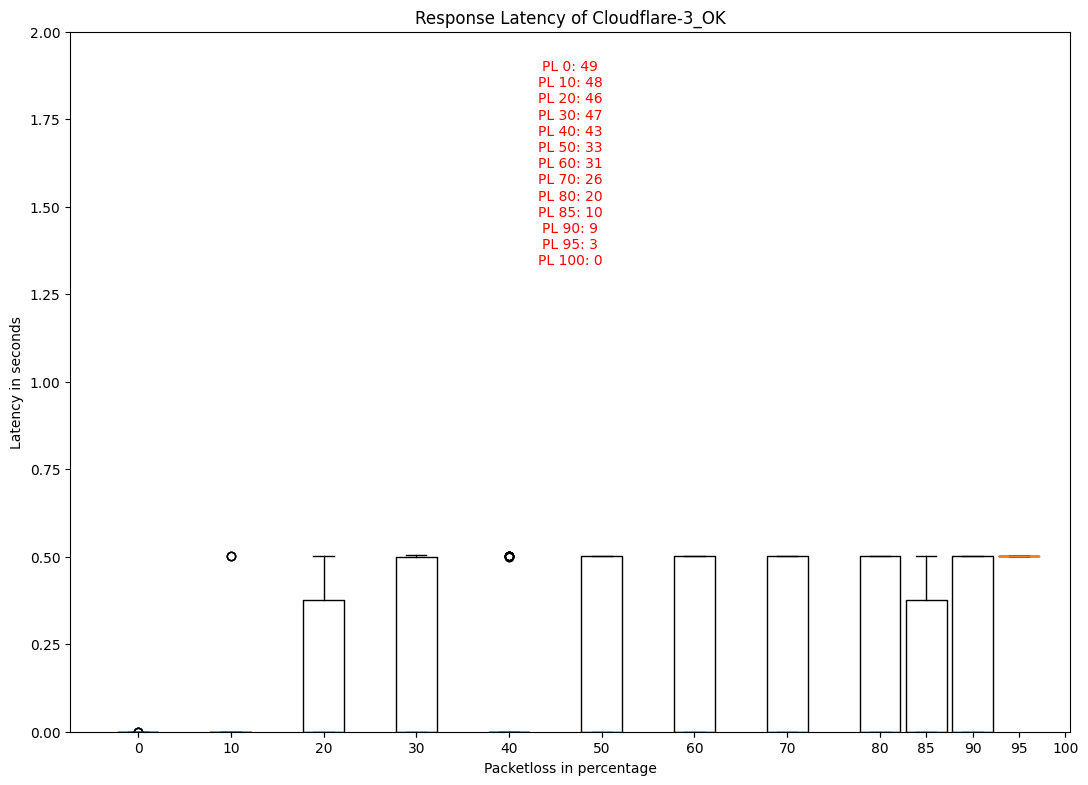 Response Latency of Cloudflare-3_OK
2.00
1.75
1.50
1.25
1.00
0.75
0.50
0.25
0.00
Latency in seconds
PL 0: 49
PL 10: 48
PL 20: 46
PL 30: 47
PL 40: 43
PL 50: 33
PL 60: 31
PL 70: 26
PL 80: 20
PL 85: 10
PL 90: 9
PL 95: 3
PL 100: 0
0 10 20 30 40 50 60 70 80 85 90 95 100
Packetloss in percentage